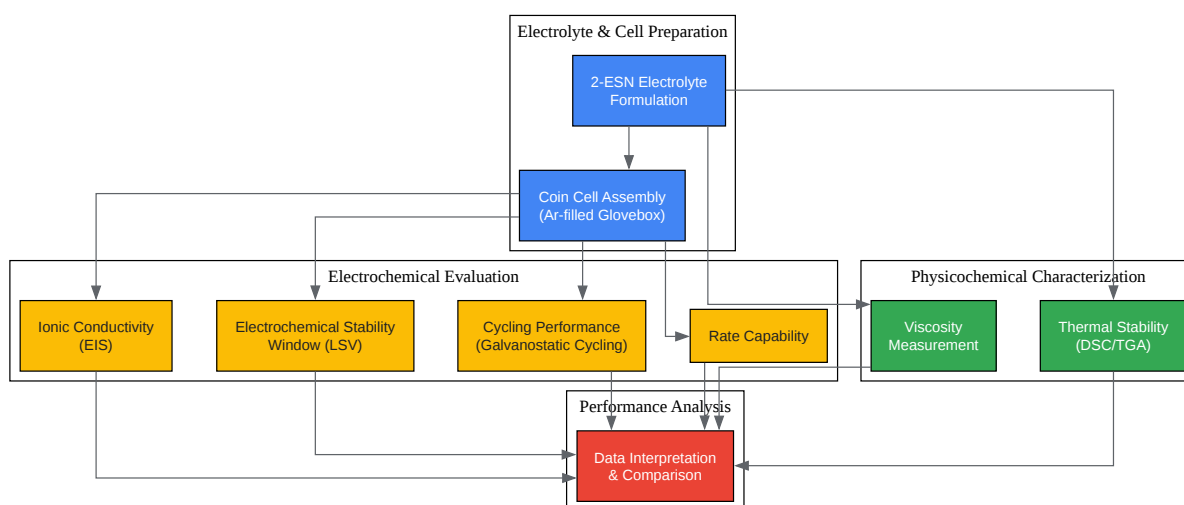 Electrolyte & Cell Preparation
2-ESN Electrolyte
Formulation
Coin Cell Assembly
(Ar-filled Glovebox)
Electrochemical Evaluation
Physicochemical Characterization
Ionic Conductivity
(EIS)
Electrochemical Stability
Window (LSV)
Cycling Performance
(Galvanostatic Cycling)
Rate Capability
Viscosity
Measurement
Thermal Stability
(DSC/TGA)
Performance Analysis
Data Interpretation
& Comparison